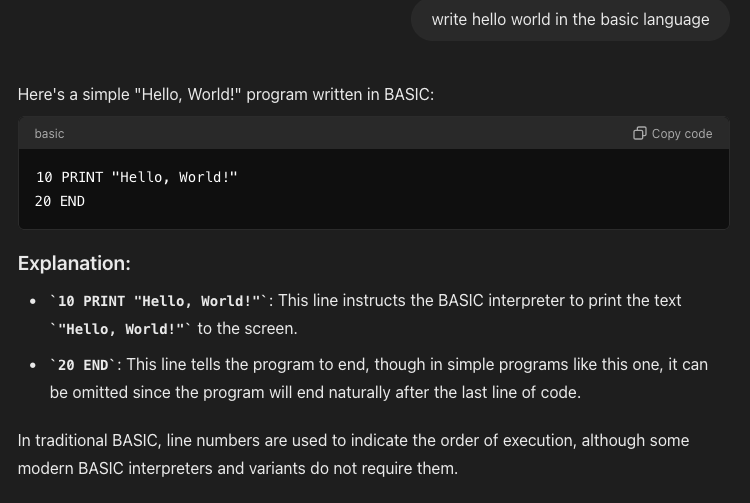 write hello world in the basic language
Here's a simple "Hello, World!" program written in BASIC:
basic
Copy code
10 PRINT "Hello, World!"
20 END
Explanation:
• `10 PRINT "Hello, World!"`: This line instructs the BASIC interpreter to print the text
`"Hello, World!"` to the screen.
• `20 END`: This line tells the program to end, though in simple programs like this one, it can
be omitted since the program will end naturally after the last line of code.
In traditional BASIC, line numbers are used to indicate the order of execution, although some
modern BASIC interpreters and variants do not require them.